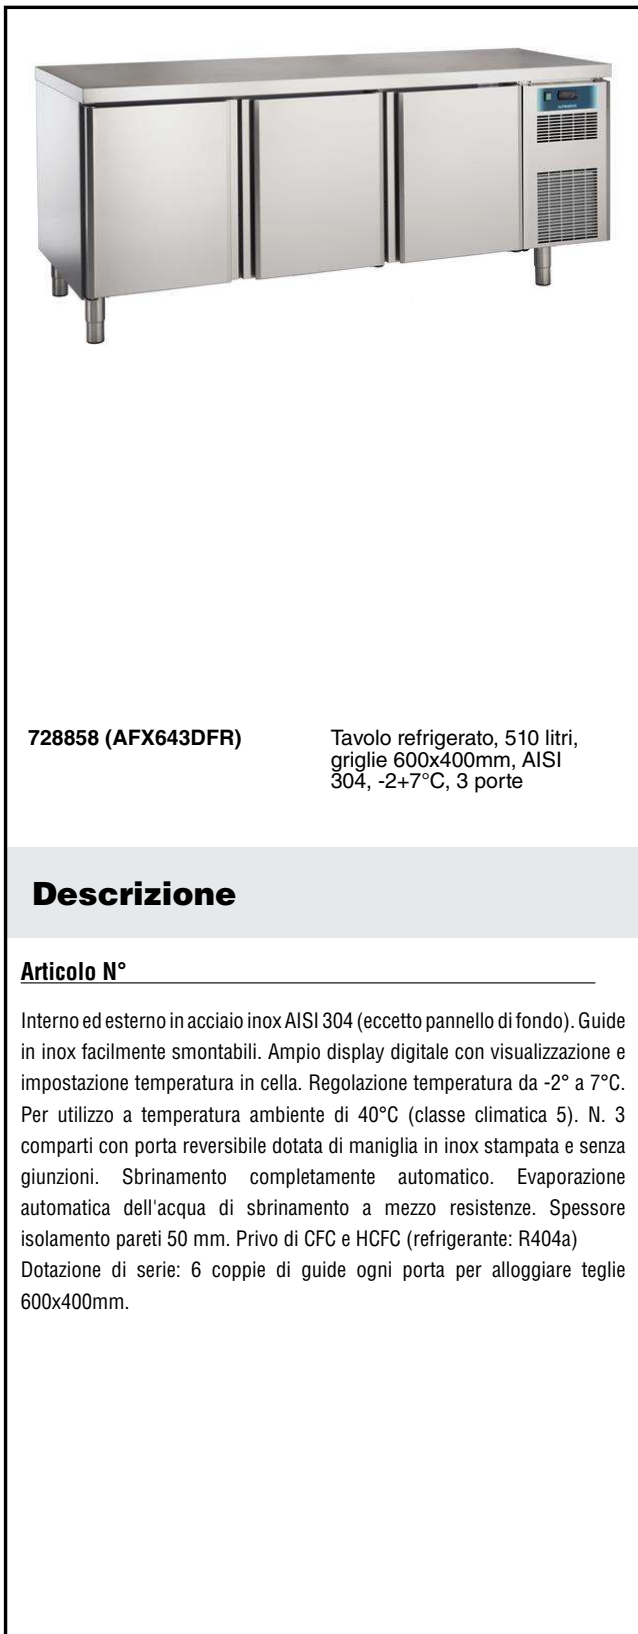 728858 (AFX643DFR)
Tavolo refrigerato, 510 litri,
griglie 600x400mm, AISI
304, -2+7°C, 3 porte
Descrizione
Articolo N°
Interno ed esterno in acciaio inox AISI 304 (eccetto pannello di fondo). Guide
in inox facilmente smontabili. Ampio display digitale con visualizzazione e
impostazione temperatura in cella. Regolazione temperatura da -2° a 7°C.
Per utilizzo a temperatura ambiente di 40°C (classe climatica 5). N. 3
comparti con porta reversibile dotata di maniglia in inox stampata e senza
giunzioni. Sbrinamento completamente automatico. Evaporazione
automatica dell'acqua di sbrinamento a mezzo resistenze. Spessore
isolamento pareti 50 mm. Privo di CFC e HCFC (refrigerante: R404a)
Dotazione di serie: 6 coppie di guide ogni porta per alloggiare teglie
600x400mm.